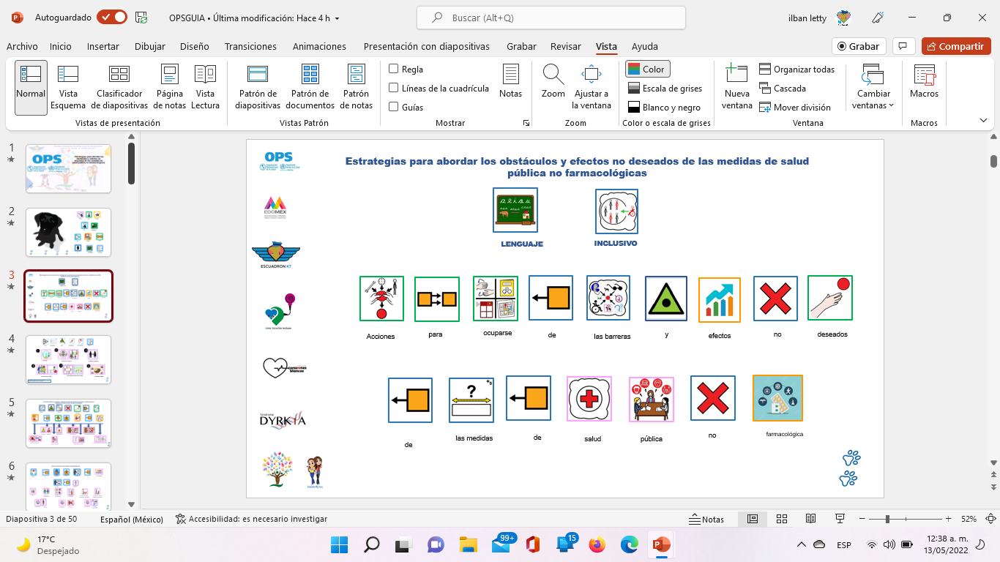 Autoguardado
OPSGUIA • Última modificación: Hace 4 h
Buscar (Alt+Q)
ilban letty
Archivo Inicio Insertar Dibujar Diseño Transiciones Animaciones Presentación con diapositivas Grabar Revisar Vista Ayuda
Grabar
Compartir
Normal
Vista Esquema
Clasificador de diapositivas
Página de notas
Vista Lectura
Vistas de presentación
Patrón de diapositivas
Patrón de documentos
Patrón de notas
Vistas Patrón
Regla
Líneas de la cuadrícula
Guías
Notas
Mostrar
Zoom
Ajustar a la ventana
Zoom
Color
Escala de grises
Blanco y negro
Color o escala de grises
Nueva ventana
Organizar todas
Cascada
Mover división
Cambiar ventanas
Ventana
Macros
Macros
1
2
3
4
5
6
OPS
EDOMEX
ESCUADRON K7
corazones blancos
Síndrome
DYRK1A
Estrategias para abordar los obstáculos y efectos no deseados de las medidas de salud
pública no farmacológicas
a e i o u
LENGUAJE INCLUSIVO
Acciones para ocuparse de las barreras y efectos no deseados
?
de las medidas de salud pública no farmacológica
Diapositiva 3 de 50
Español (México)
Accesibilidad: es necesario investigar
Notas
52%
17°C
Despejado
99+
15
ESP
12:38 a. m.
13/05/2022